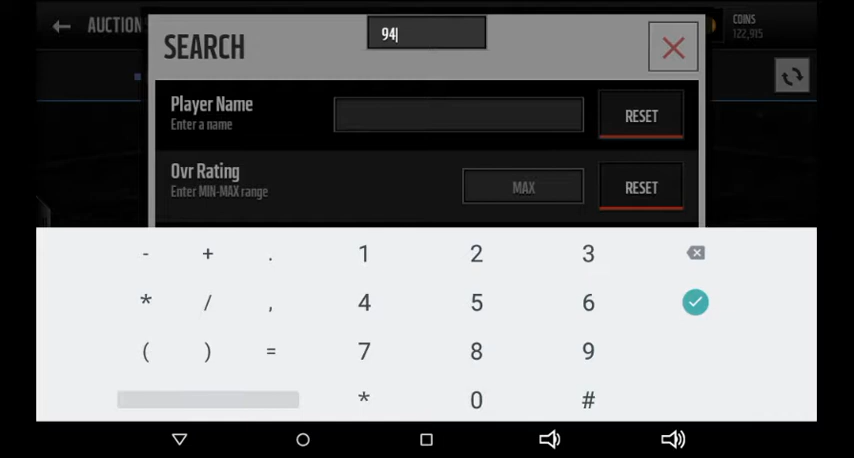 AUCTION
SEARCH
94
COINS
122,915
Player Name
Enter a name
RESET
Ovr Rating
Enter MIN-MAX range
MAX
RESET
- + . 1 2 3
* / , 4 5 6
( ) = 7 8 9
* 0 #